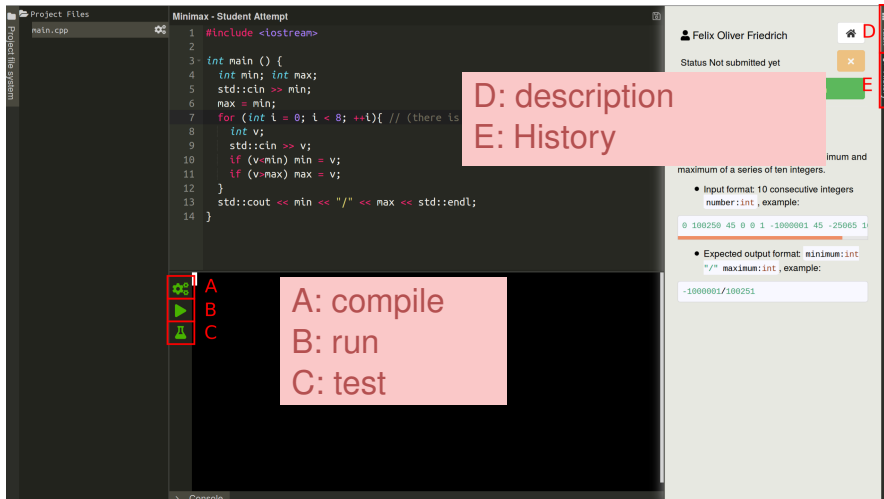 Project Files
main.cpp
Project file system
Minimax - Student Attempt
1 #include <iostream>
2
3 int main () {
4 int min; int max;
5 std::cin >> min;
6 max = min;
7 for (int i = 0; i < 8; ++i){ // (there is
8 int v;
9 std::cin >> v;
10 if (v<min) min = v;
11 if (v>max) max = v;
12 }
13 std::cout << min << "/" << max << std::endl;
14 }
A
B
C
A: compile
B: run
C: test
> Console
D: description
E: History
Felix Oliver Friedrich
D
Status Not submitted yet
E
maximum of a series of ten integers.
• Input format: 10 consecutive integers
number:int , example:
0 100250 45 0 0 1 -1000001 45 -25065
• Expected output format: minimum:int
"/" maximum:int , example:
-1000001/100251